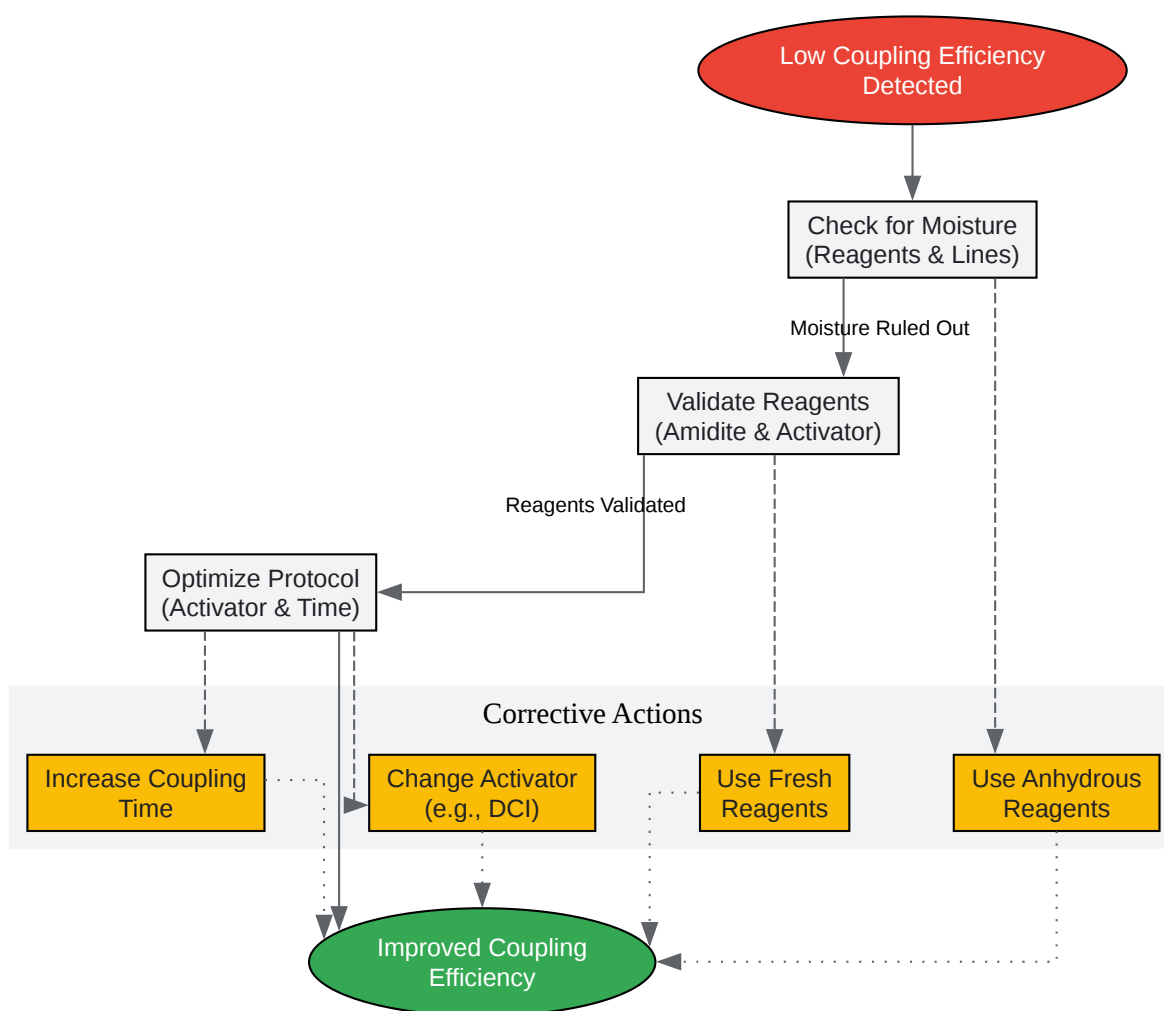 Low Coupling Efficiency
Detected
Check for Moisture
(Reagents & Lines)
Moisture Ruled Out
Validate Reagents
(Amidite & Activator)
Reagents Validated
Optimize Protocol
(Activator & Time)
Corrective Actions
Increase Coupling
Time
Change Activator
(e.g., DCI)
Use Fresh
Reagents
Use Anhydrous
Reagents
Improved Coupling
Efficiency